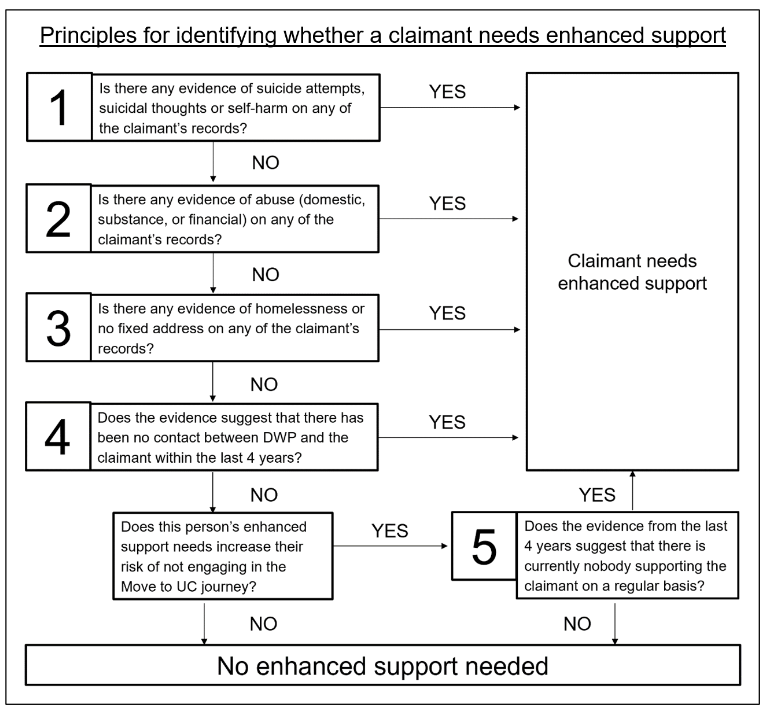 Principles for identifying whether a claimant needs enhanced support
1
Is there any evidence of suicide attempts,
suicidal thoughts or self-harm on any of
the claimant's records?
YES
NO
2
Is there any evidence of abuse (domestic,
substance, or financial) on any of the
claimant's records?
YES
NO
3
Is there any evidence of homelessness or
no fixed address on any of the claimant's
records?
YES
NO
4
Does the evidence suggest that there has
been no contact between DWP and the
claimant within the last 4 years?
YES
NO
Claimant needs
enhanced support
Does this person's enhanced
support needs increase their
risk of not engaging in the
Move to UC journey?
YES
NO
5
Does the evidence from the last
4 years suggest that there is
currently nobody supporting the
claimant on a regular basis?
YES
NO
No enhanced support needed